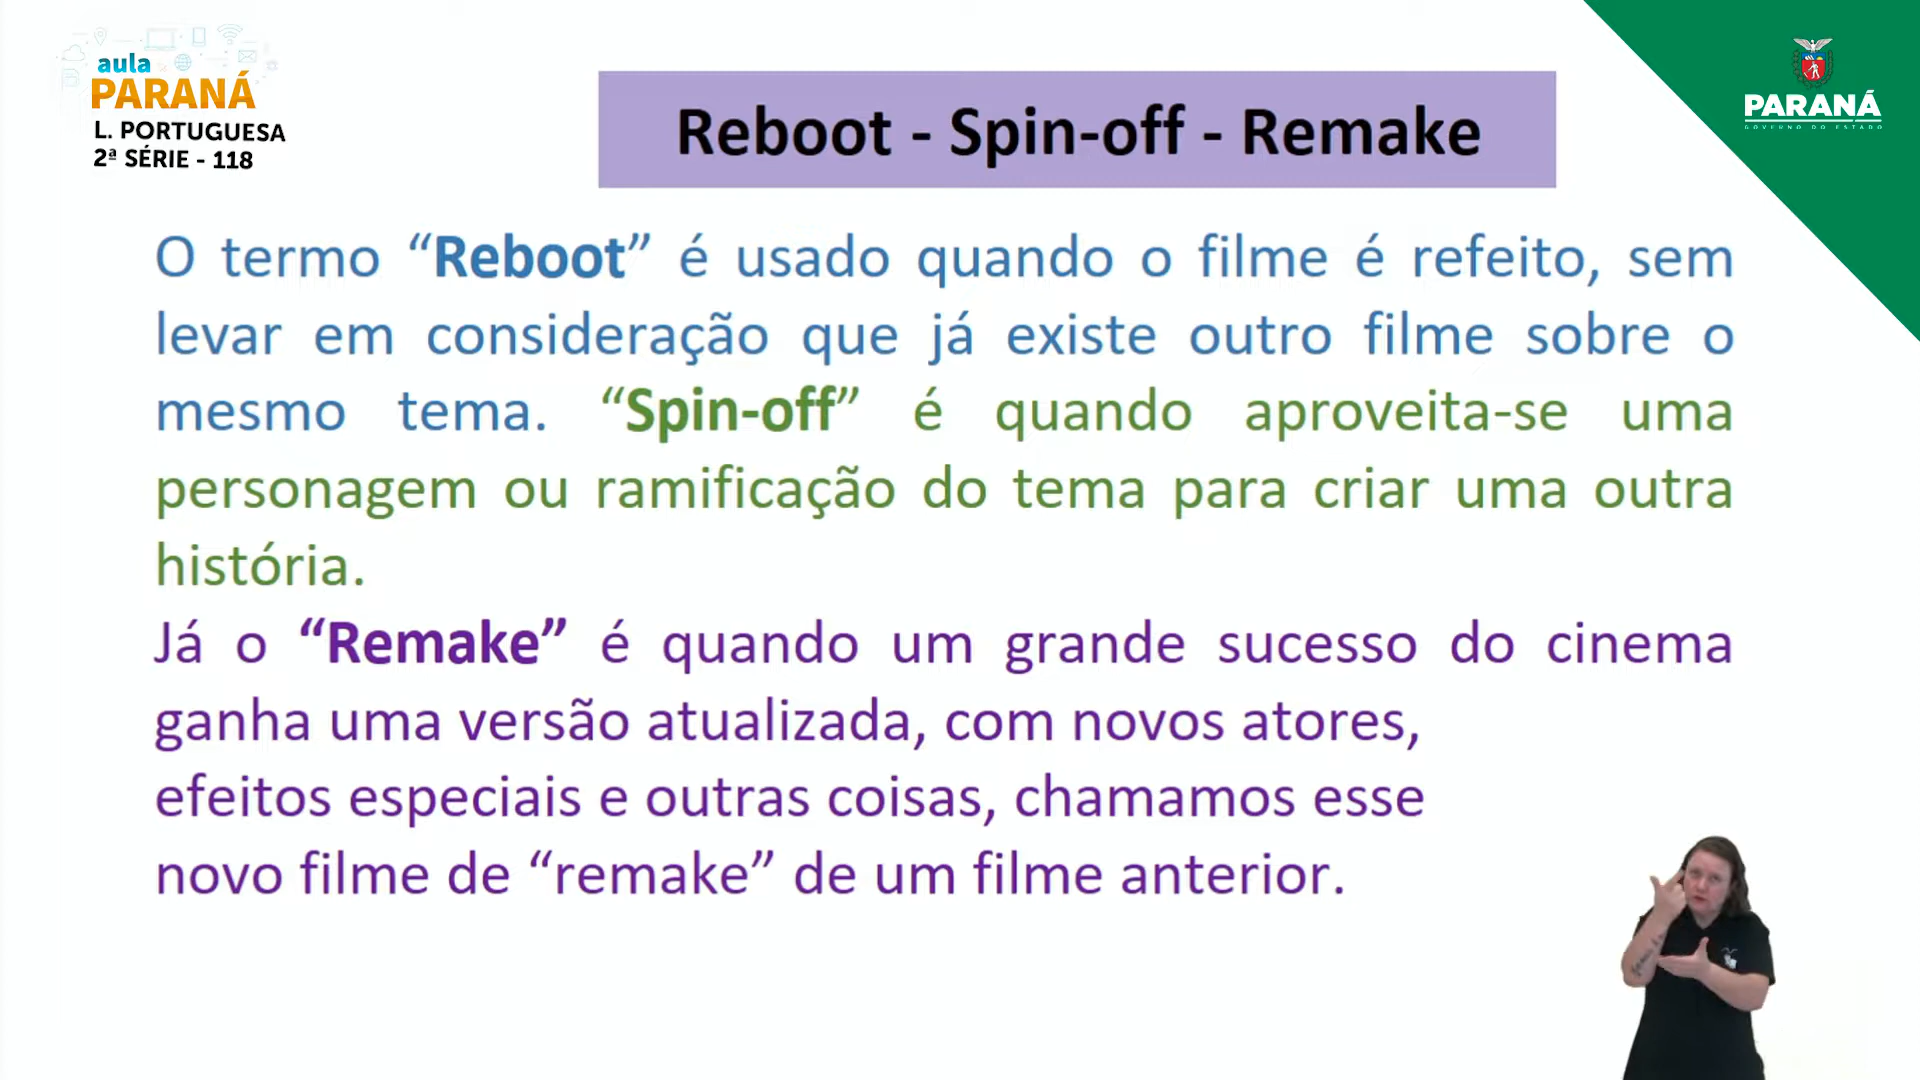 aula
PARANÁ
L. PORTUGUESA
2ª SÉRIE - 118
Reboot - Spin-off - Remake
PARANÁ
GOVERNO DO ESTADO
O termo “Reboot” é usado quando o filme é refeito, sem
levar em consideração que já existe outro filme sobre o
mesmo tema. “Spin-off” é quando aproveita-se uma
personagem ou ramificação do tema para criar uma outra
história.
Já o “Remake” é quando um grande sucesso do cinema
ganha uma versão atualizada, com novos atores,
efeitos especiais e outras coisas, chamamos esse
novo filme de “remake” de um filme anterior.